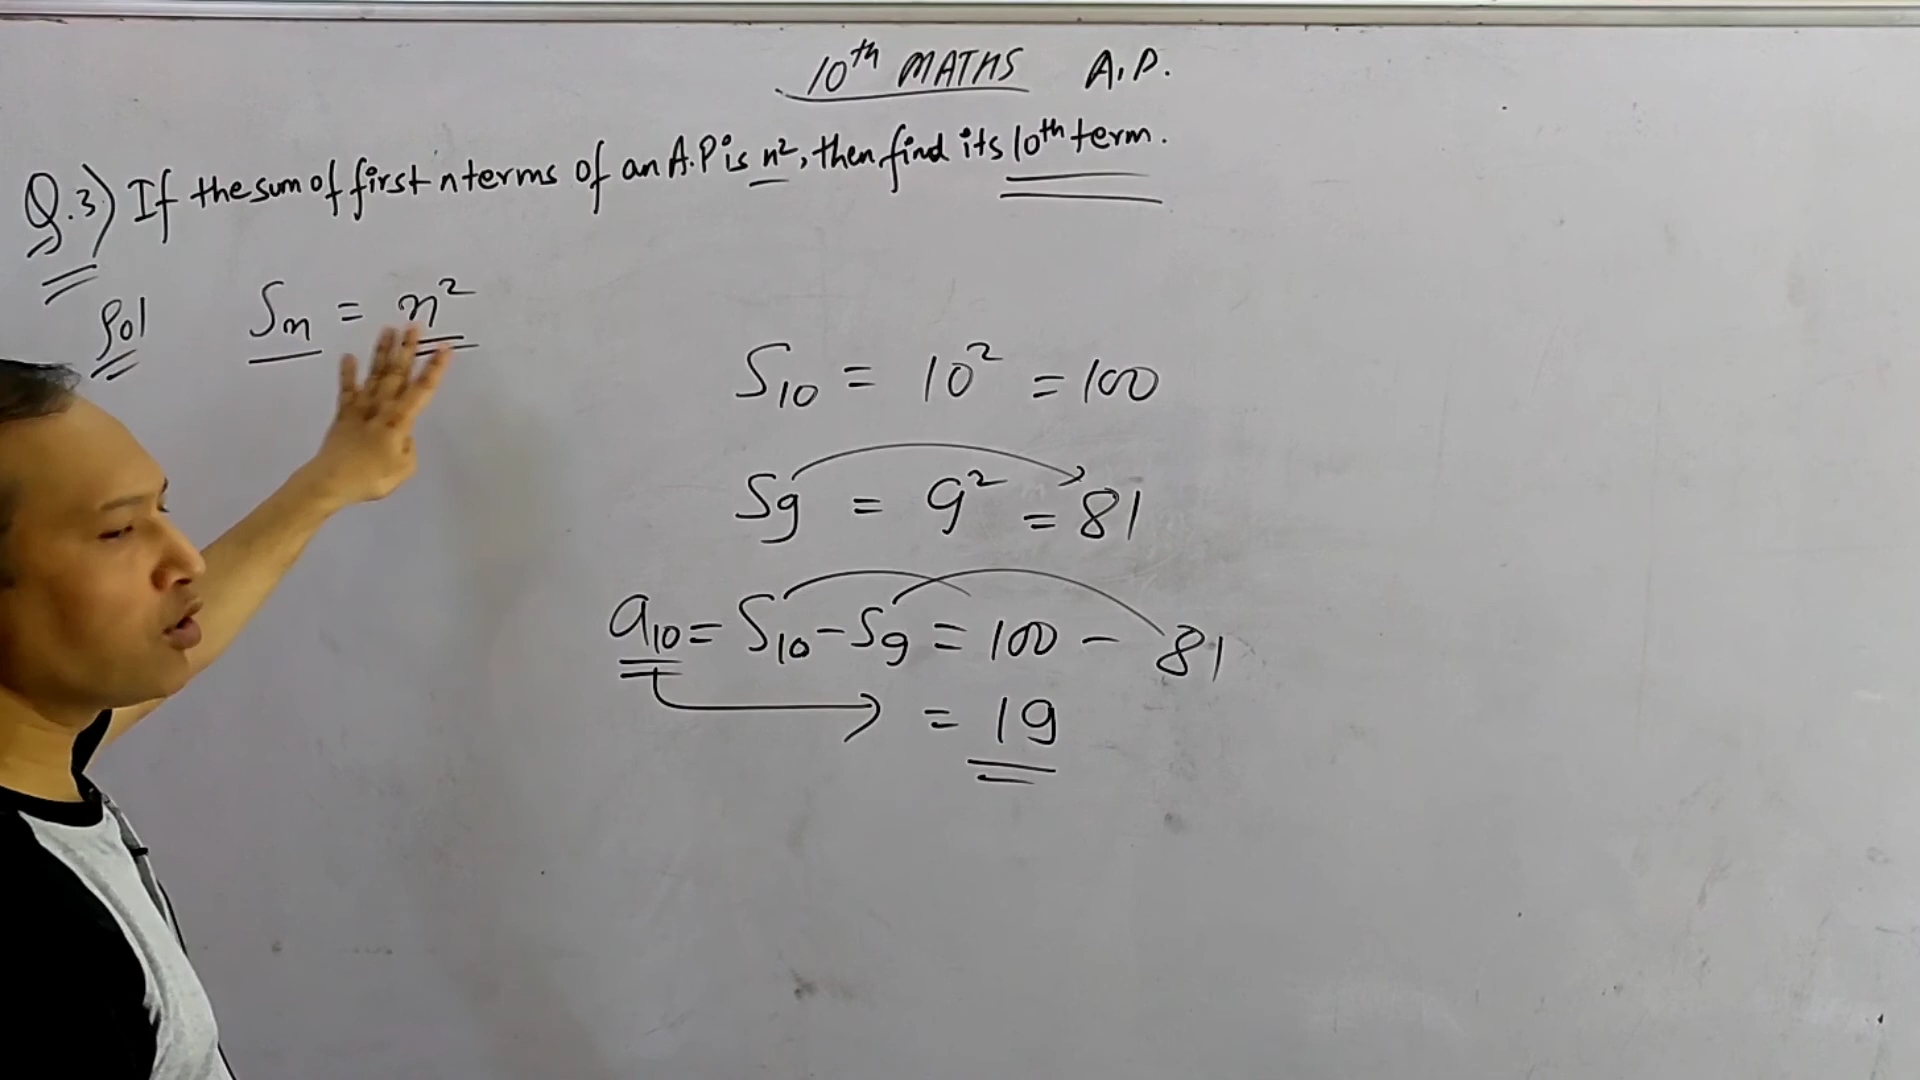 10th MATHS A.P.
Q.3) If the sum of first n terms of an A.P is n², then find its 10th term.
Sol Sn = n²
S10 = 10² = 100
S9 = 9² = 81
a10 = S10 - S9 = 100 - 81
= 19